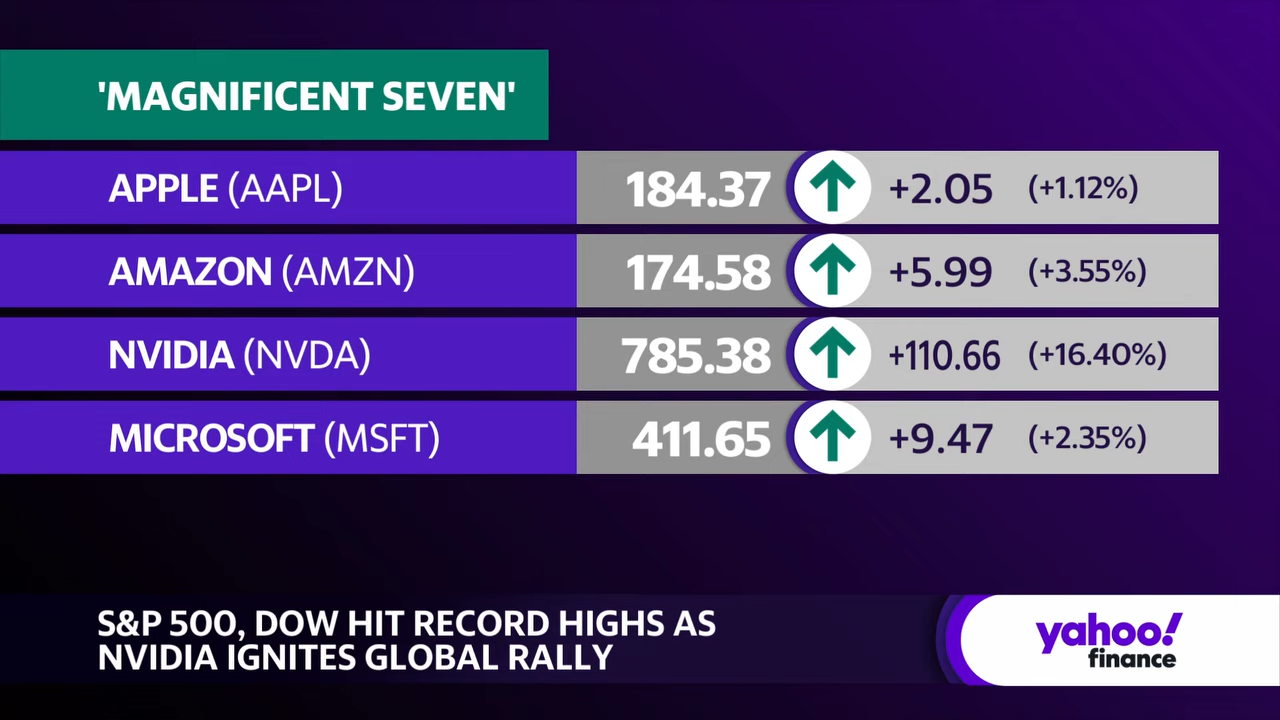 'MAGNIFICENT SEVEN'
APPLE (AAPL) 184.37 +2.05 (+1.12%)
AMAZON (AMZN) 174.58 +5.99 (+3.55%)
NVIDIA (NVDA) 785.38 +110.66 (+16.40%)
MICROSOFT (MSFT) 411.65 +9.47 (+2.35%)
S&P 500, DOW HIT RECORD HIGHS AS
NVIDIA IGNITES GLOBAL RALLY
yahoo!
finance